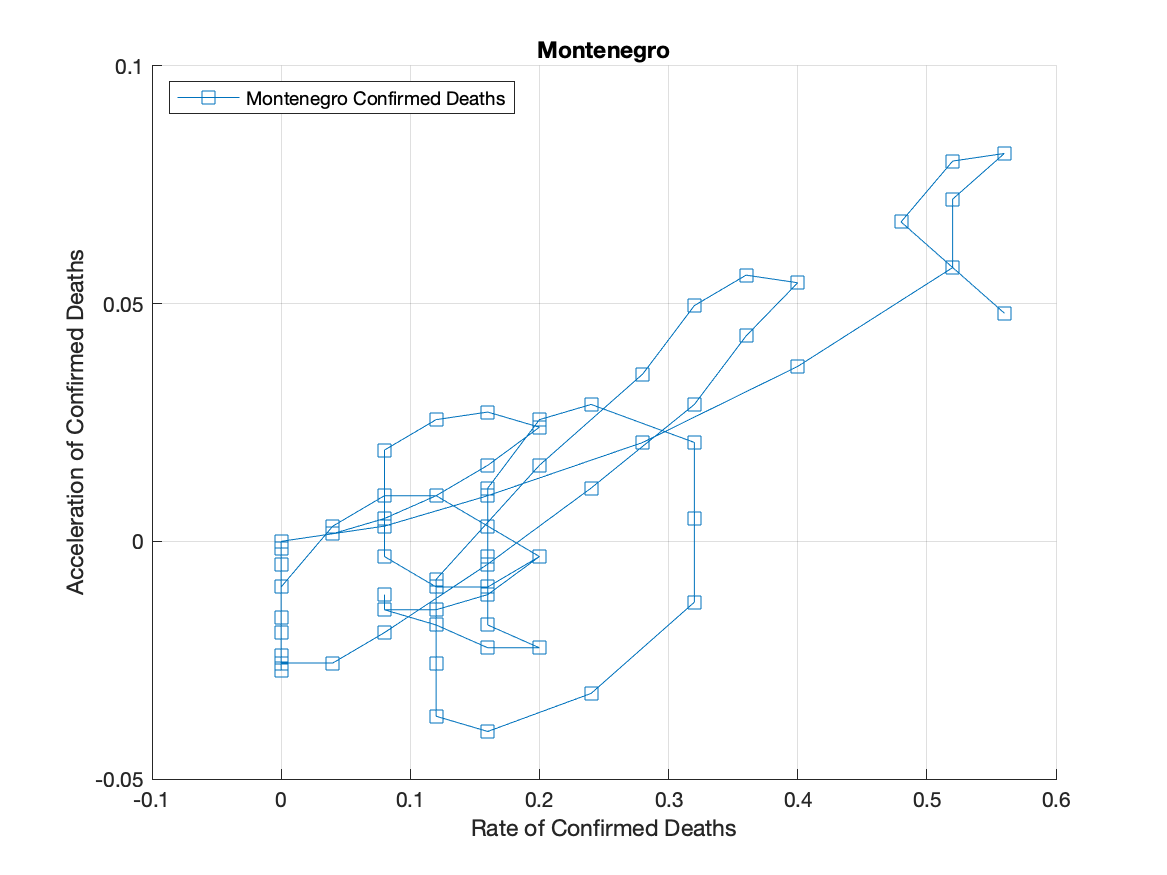 Montenegro
Montenegro Confirmed Deaths
Acceleration of Confirmed Deaths
0.1
0.05
0
-0.05
-0.1 0 0.1 0.2 0.3 0.4 0.5 0.6
Rate of Confirmed Deaths